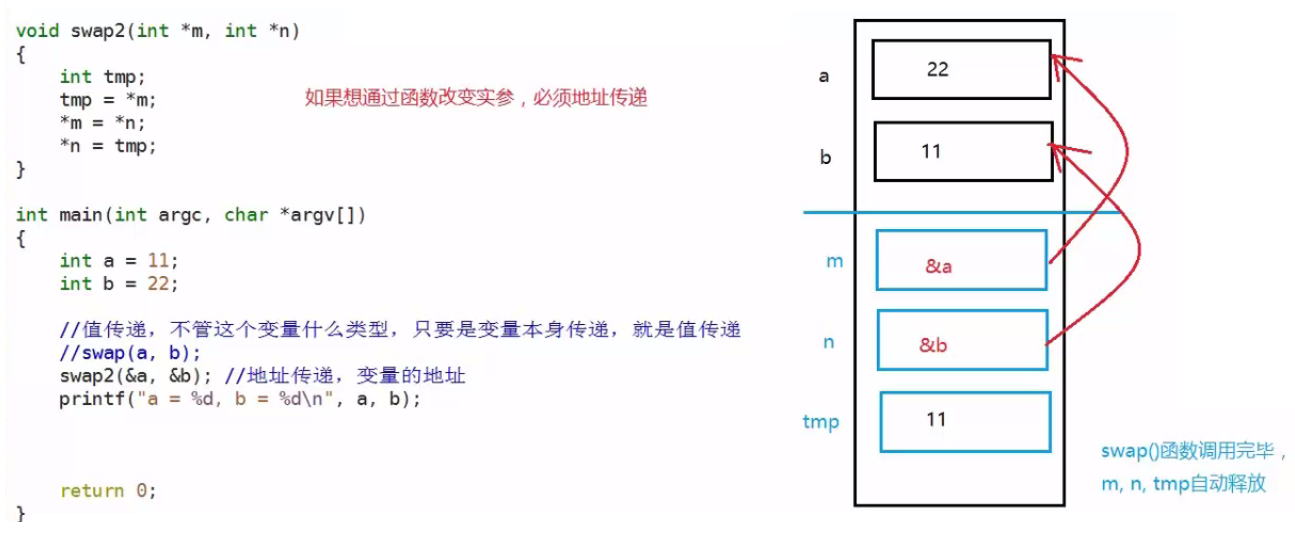 void swap2(int *m, int *n)
{
    int tmp;
    tmp = *m;
    *m = *n;
    *n = tmp;
}
如果想通过函数改变实参，必须地址传递
int main(int argc, char *argv[])
{
    int a = 11;
    int b = 22;
    //值传递，不管这个变量什么类型，只要是变量本身传递，就是值传递
    //swap(a, b);
    swap2(&a, &b); //地址传递，变量的地址
    printf("a = %d, b = %d\n", a, b);
    return 0;
}
a
22
b
11
m
&a
n
&b
tmp
11
swap()函数调用完毕，
m, n, tmp自动释放